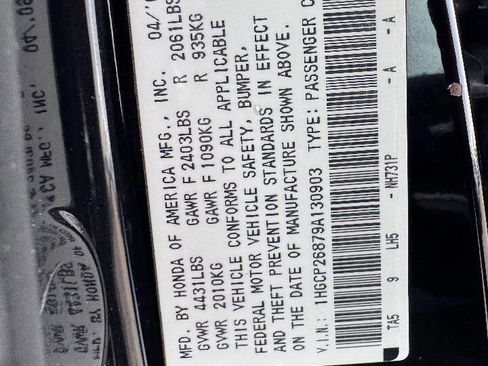 MFD. BY HONDA OF AMERICA MFG., INC. 04/
GVWR 4431LBS GAWR F 2403LBS R 2061LBS
GVWR 2010KG GAWR F 1090KG R 935KG
THIS VEHICLE CONFORMS TO ALL APPLICABLE
FEDERAL MOTOR VEHICLE SAFETY, BUMPER,
AND THEFT PREVENTION STANDARDS IN EFFECT
ON THE DATE OF MANUFACTURE SHOWN ABOVE.
V.I.N.: 1HGCP26879A130903 TYPE: PASSENGER C
TA5 9 LH5 - NH731P - A - A